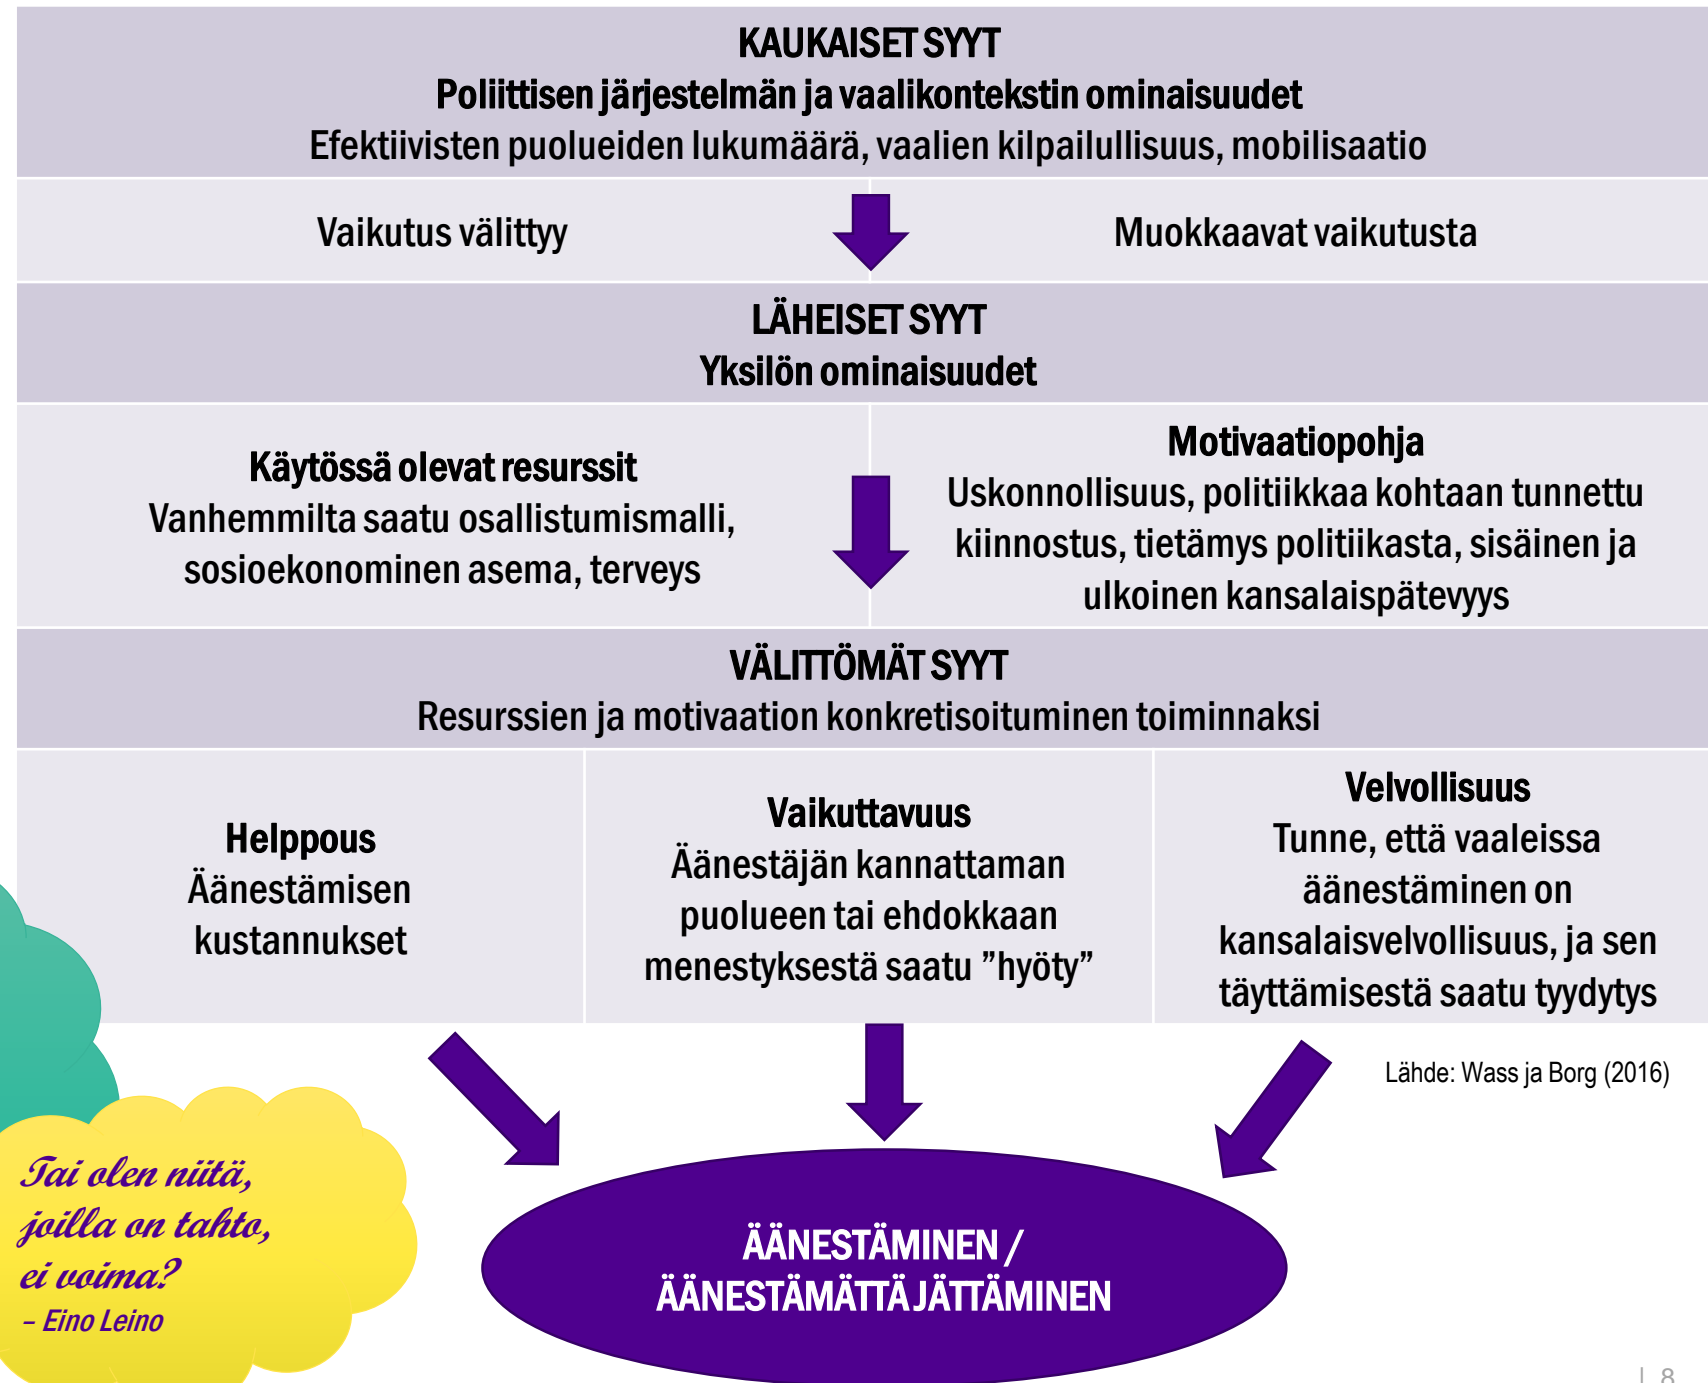 KAUKAISET SYYT
Poliittisen järjestelmän ja vaalikontekstin ominaisuudet
Efektiivisten puolueiden lukumäärä, vaalien kilpailullisuus, mobilisaatio
Vaikutus välittyy
Muokkaavat vaikutusta
LÄHEISET SYYT
Yksilön ominaisuudet
Käytössä olevat resurssit
Vanhemmilta saatu osallistumismalli,
sosioekonominen asema, terveys
Motivaatiopohja
Uskonnollisuus, politiikkaa kohtaan tunnettu
kiinnostus, tietämys politiikasta, sisäinen ja
ulkoinen kansalaispätevyys
VÄLITTÖMÄT SYYT
Resurssien ja motivaation konkretisoituminen toiminnaksi
Helppous
Äänestämisen
kustannukset
Vaikuttavuus
Äänestäjän kannattaman
puolueen tai ehdokkaan
menestyksestä saatu ”hyöty”
Velvollisuus
Tunne, että vaaleissa
äänestäminen on
kansalaisvelvollisuus, ja sen
täyttämisestä saatu tyydytys
Lähde: Wass ja Borg (2016)
Tai olen niitä,
joilla on tahto,
ei voima?
– Eino Leino
ÄÄNESTÄMINEN /
ÄÄNESTÄMÄTTÄ JÄTTÄMINEN
| 8